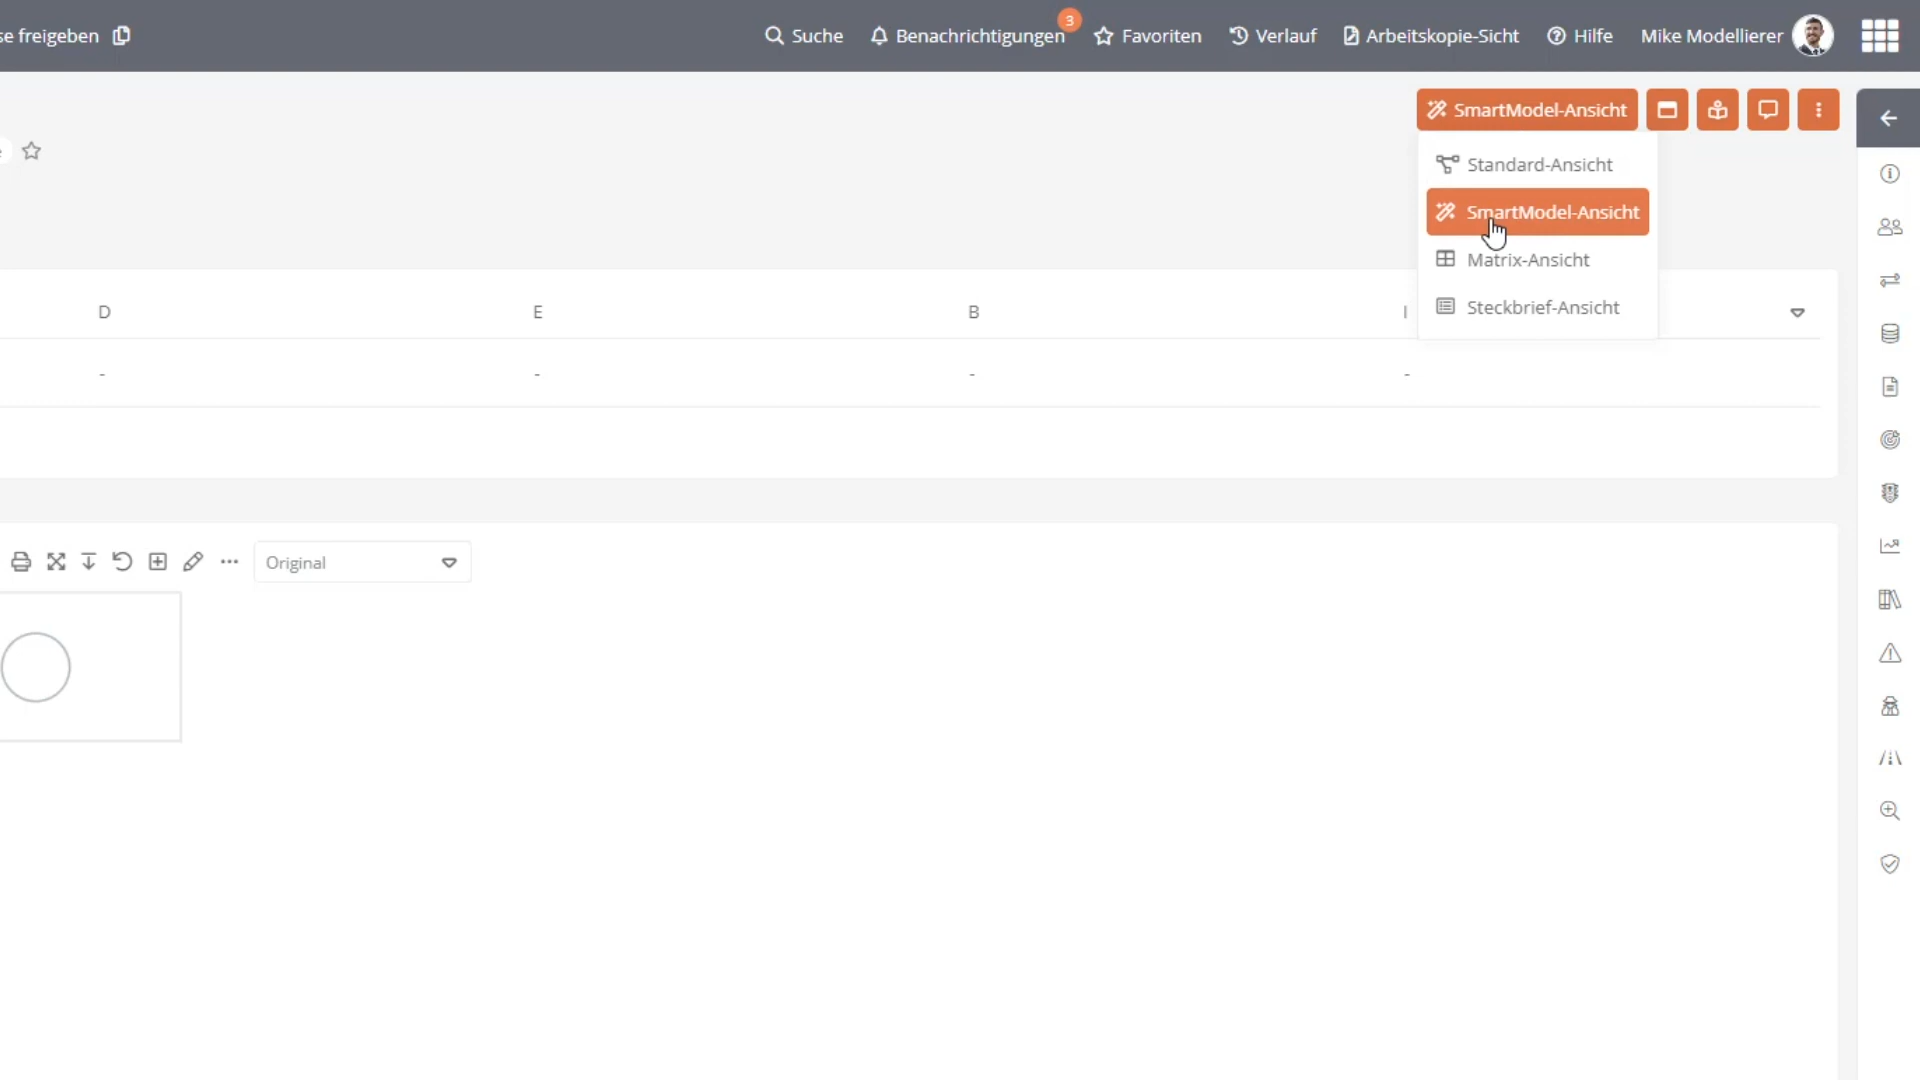 se freigeben
Suche
Benachrichtigungen
3
Favoriten
Verlauf
Arbeitskopie-Sicht
Hilfe
Mike Modellierer
SmartModel-Ansicht
Standard-Ansicht
SmartModel-Ansicht
Matrix-Ansicht
Steckbrief-Ansicht
D E B I
- - - -
Original